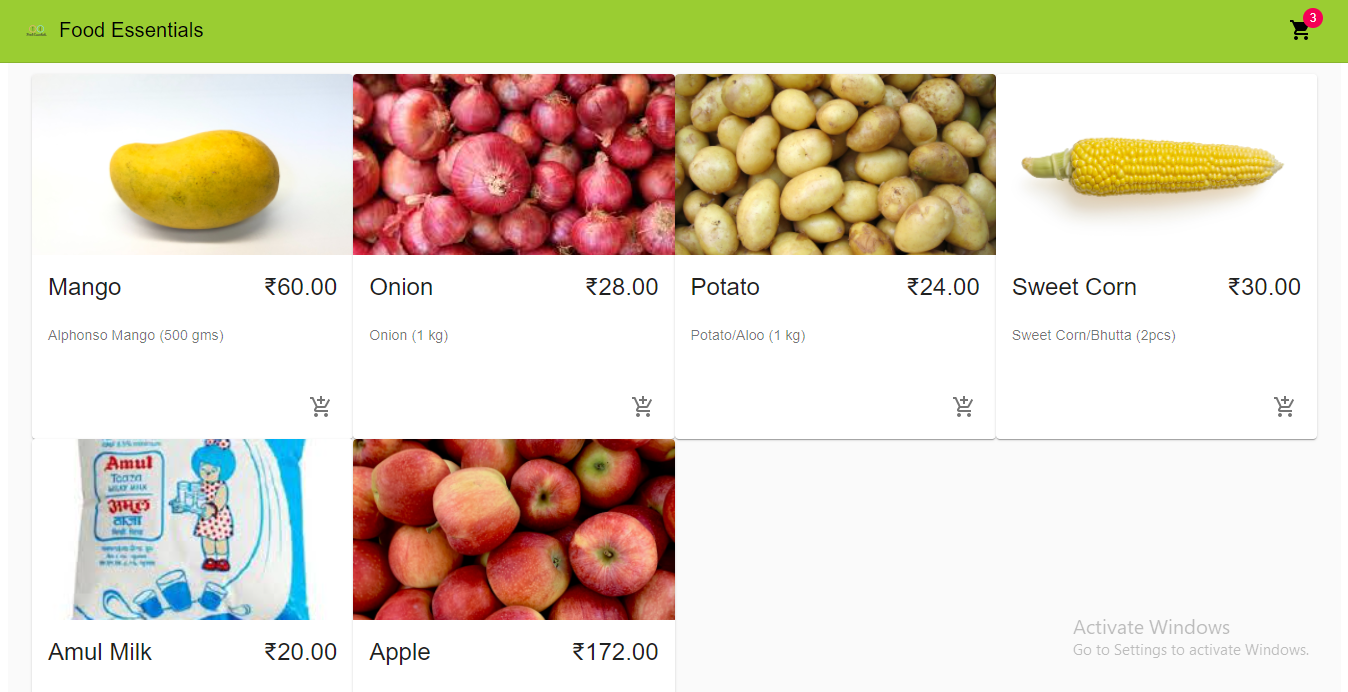 Food Essentials
3
Mango ₹60.00
Alphonso Mango (500 gms)
Onion ₹28.00
Onion (1 kg)
Potato ₹24.00
Potato/Aloo (1 kg)
Sweet Corn ₹30.00
Sweet Corn/Bhutta (2pcs)
Amul
Taaza
अमूल
ताज़ा
Amul Milk ₹20.00
Apple ₹172.00
Activate Windows
Go to Settings to activate Windows.